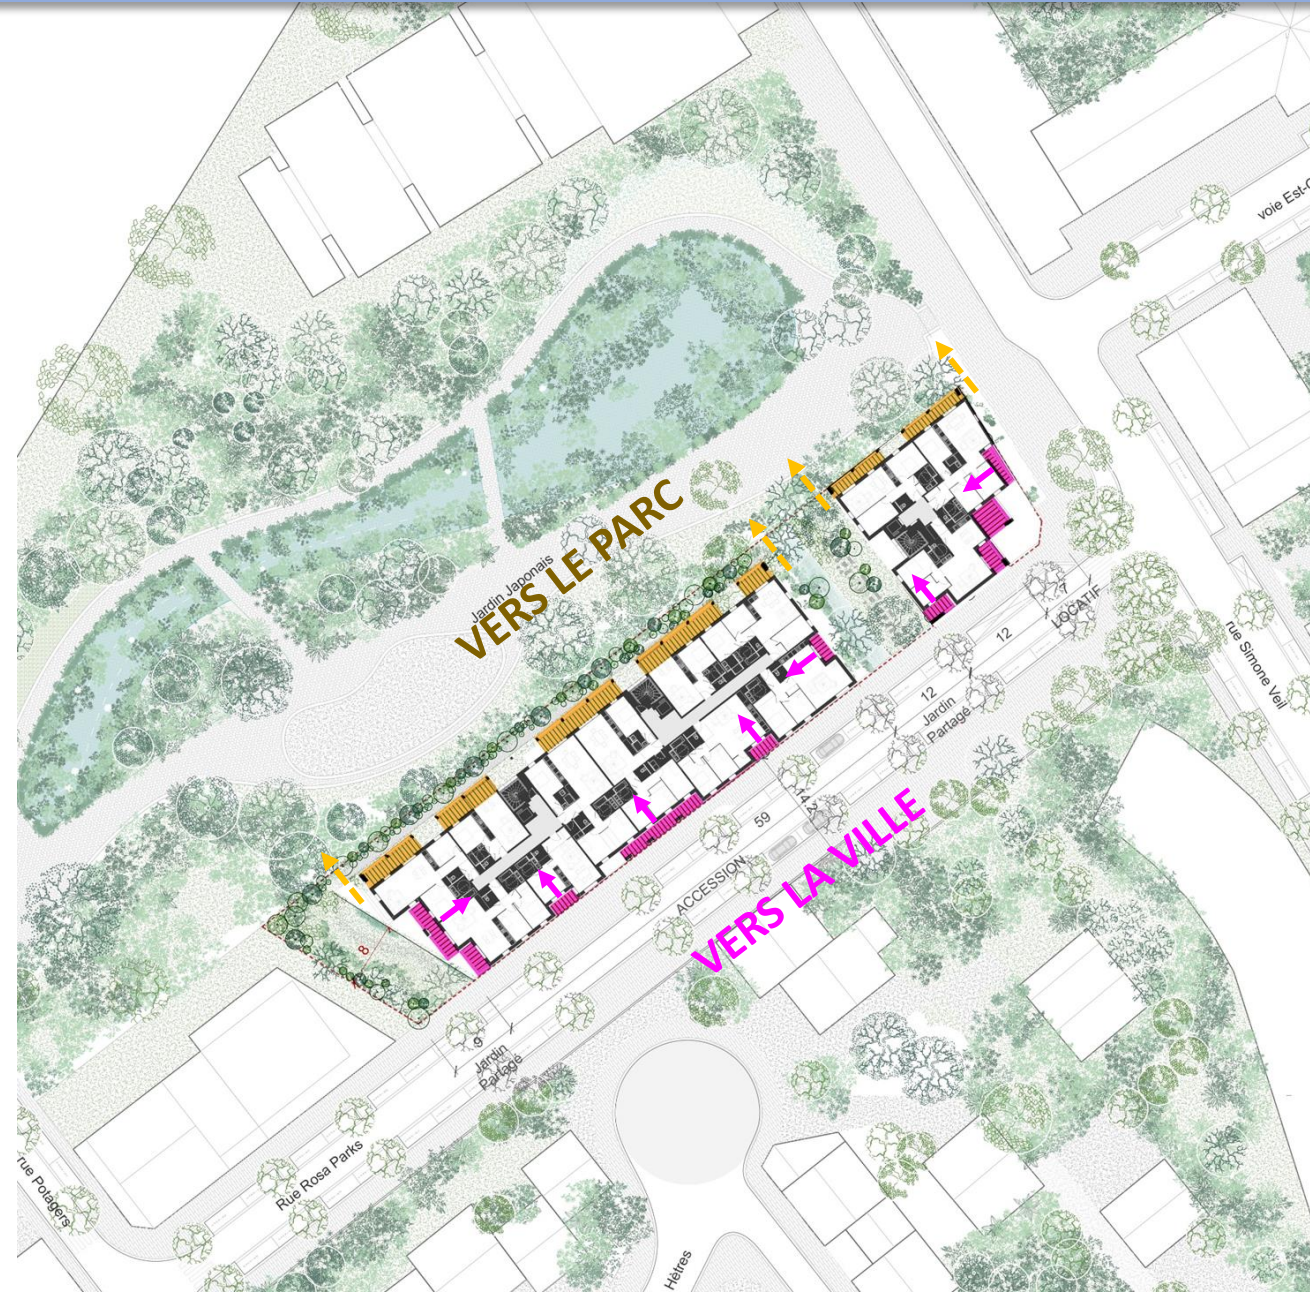 voie Est-O
Jardin Japonais
VERS LE PARC
7
LOCATIF
12
rue Simone Veil
12
Jardin
Partagé
14.2
59
VERS LA VILLE
ACCESSION
8
9
Jardin
Partagé
Rue Rosa Parks
rue Potagers
Hêtres